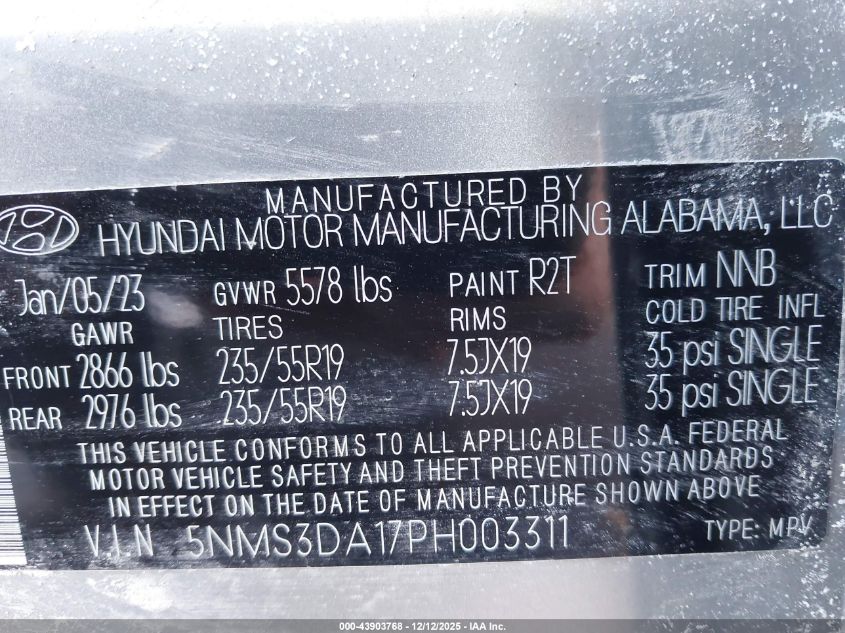 MANUFACTURED BY
HYUNDAI MOTOR MANUFACTURING ALABAMA, LLC
Jan/05/23 GVWR 5578 lbs PAINT R2T TRIM NNB
GAWR TIRES RIMS COLD TIRE INFL
FRONT 2866 lbs 235/55R19 7.5JX19 35 psi SINGLE
REAR 2976 lbs 235/55R19 7.5JX19 35 psi SINGLE
THIS VEHICLE CONFORMS TO ALL APPLICABLE U.S.A. FEDERAL
MOTOR VEHICLE SAFETY AND THEFT PREVENTION STANDARDS
IN EFFECT ON THE DATE OF MANUFACTURE SHOWN ABOVE
V.I.N 5NMS3DA17PH003311 TYPE: MPV
000-43903768 - 12/12/2025 - IAA Inc.